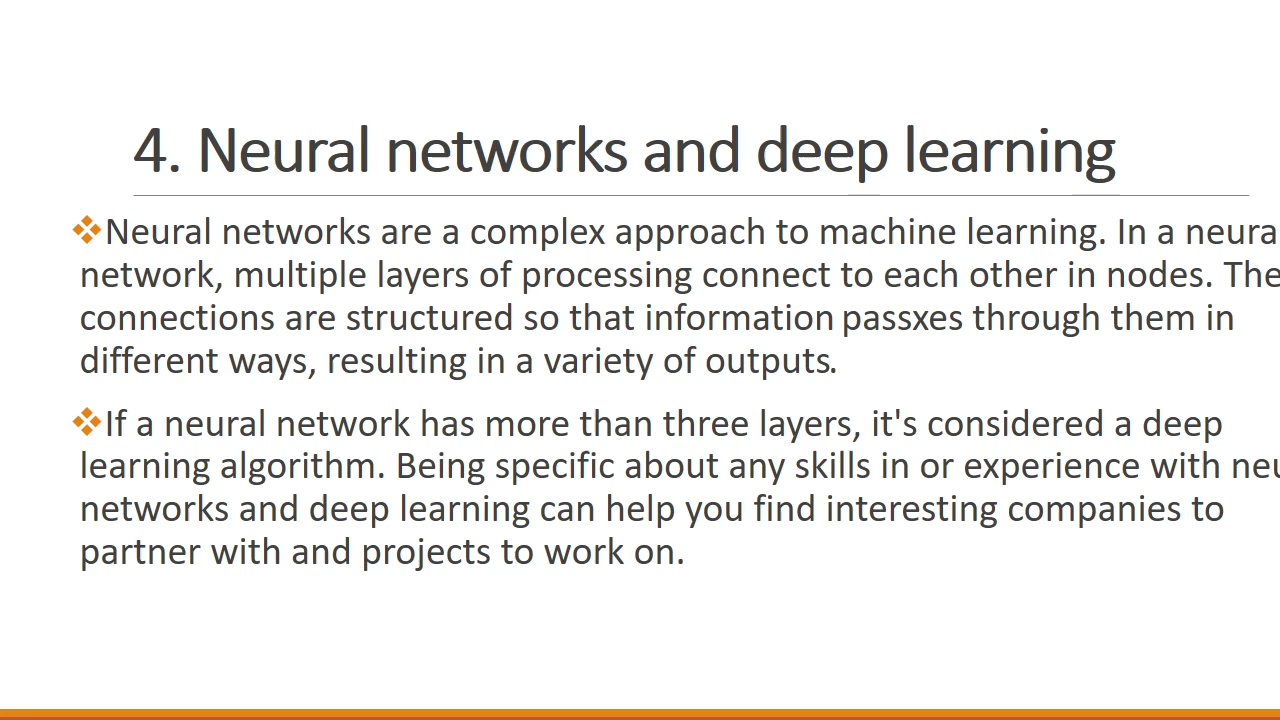 4. Neural networks and deep learning
❖Neural networks are a complex approach to machine learning. In a neura
network, multiple layers of processing connect to each other in nodes. The
connections are structured so that information passxes through them in
different ways, resulting in a variety of outputs.
❖If a neural network has more than three layers, it's considered a deep
learning algorithm. Being specific about any skills in or experience with neu
networks and deep learning can help you find interesting companies to
partner with and projects to work on.